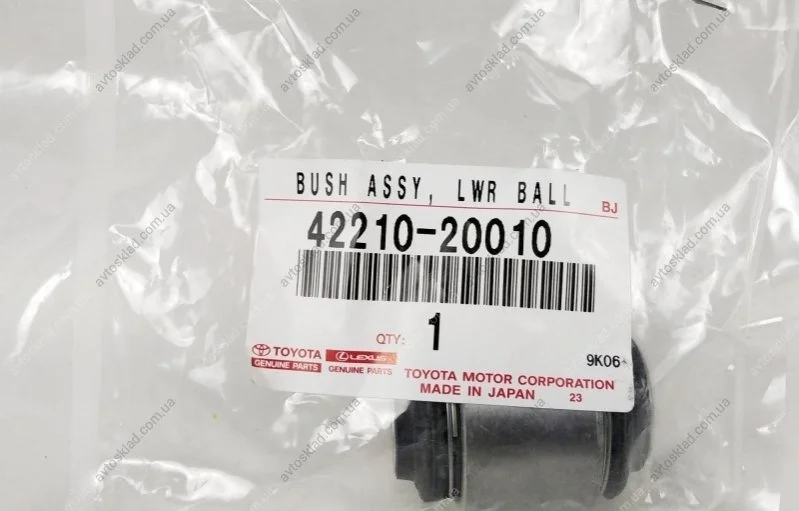 BUSH ASSY, LWR BALL
BJ
42210-20010
QTY: 1
9K06
TOYOTA LEXUS
GENUINE PARTS GENUINE PARTS
TOYOTA MOTOR CORPORATION
MADE IN JAPAN 23
avtosklad.com.ua